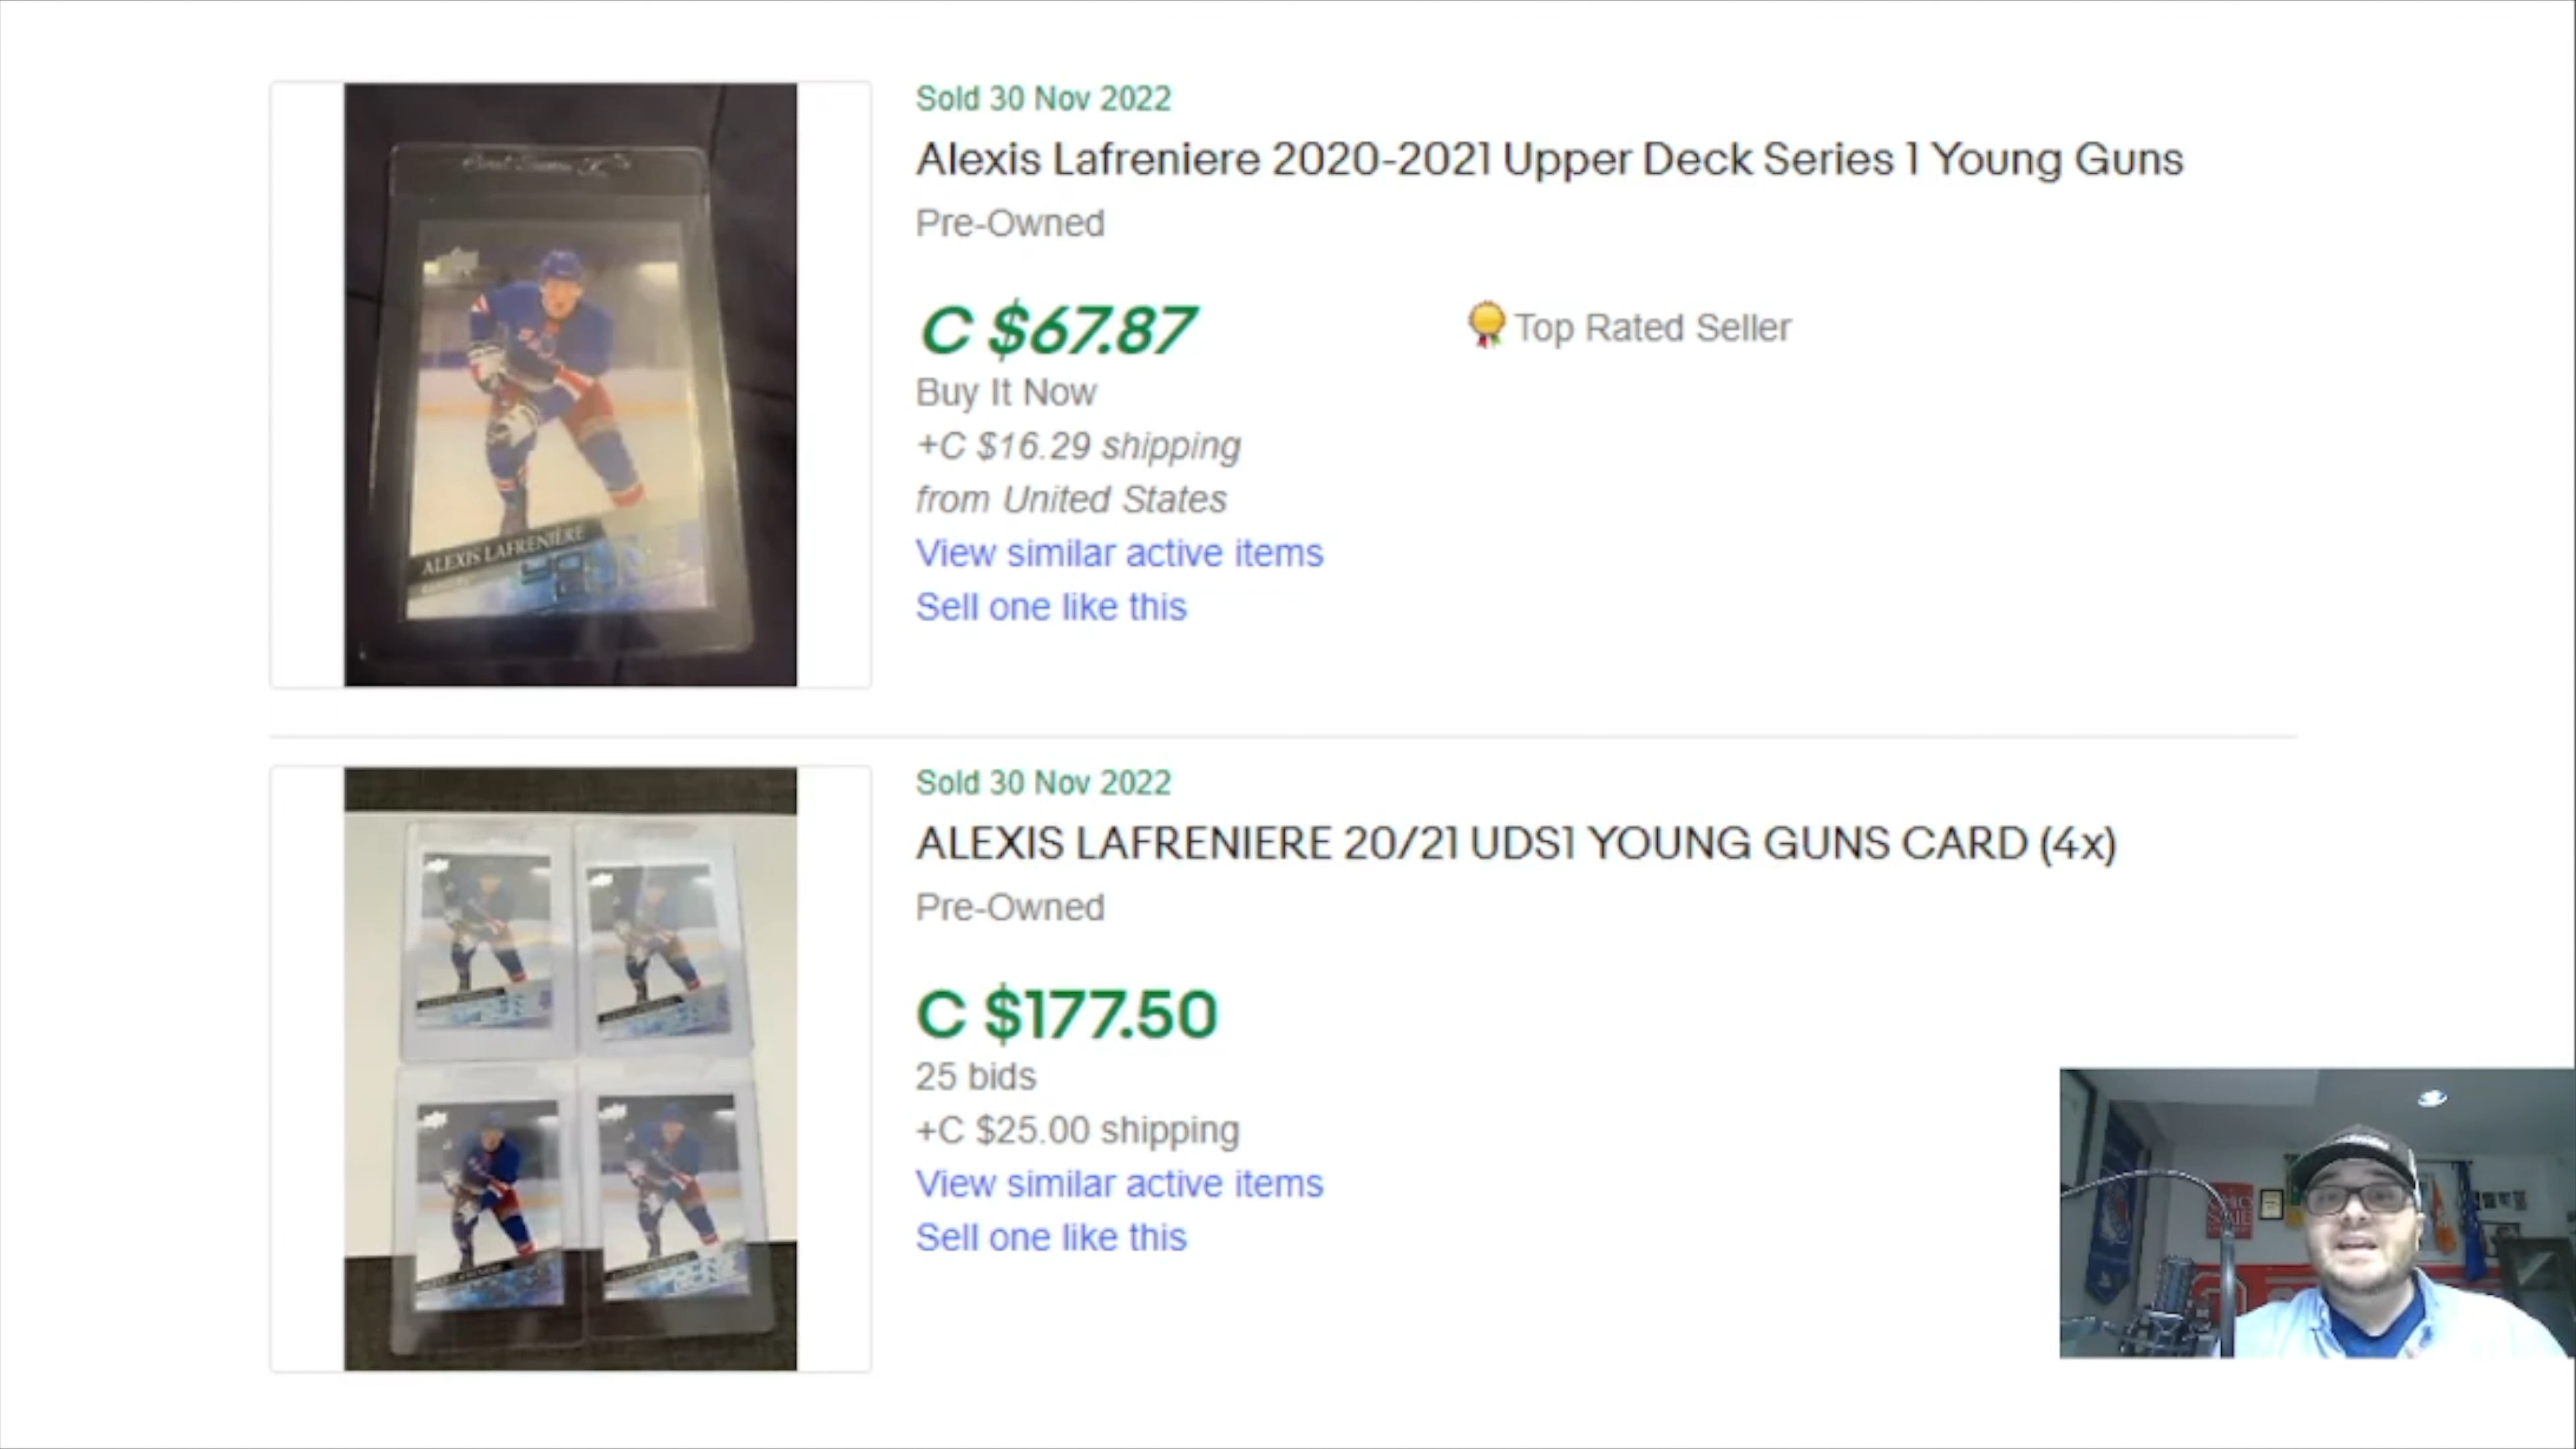 Sold 30 Nov 2022
Alexis Lafreniere 2020-2021 Upper Deck Series 1 Young Guns
Pre-Owned
C $67.87
Top Rated Seller
Buy It Now
+C $16.29 shipping
from United States
View similar active items
Sell one like this
ALEXIS LAFRENIÈRE
Sold 30 Nov 2022
ALEXIS LAFRENIERE 20/21 UDS1 YOUNG GUNS CARD (4x)
Pre-Owned
C $177.50
25 bids
+C $25.00 shipping
View similar active items
Sell one like this